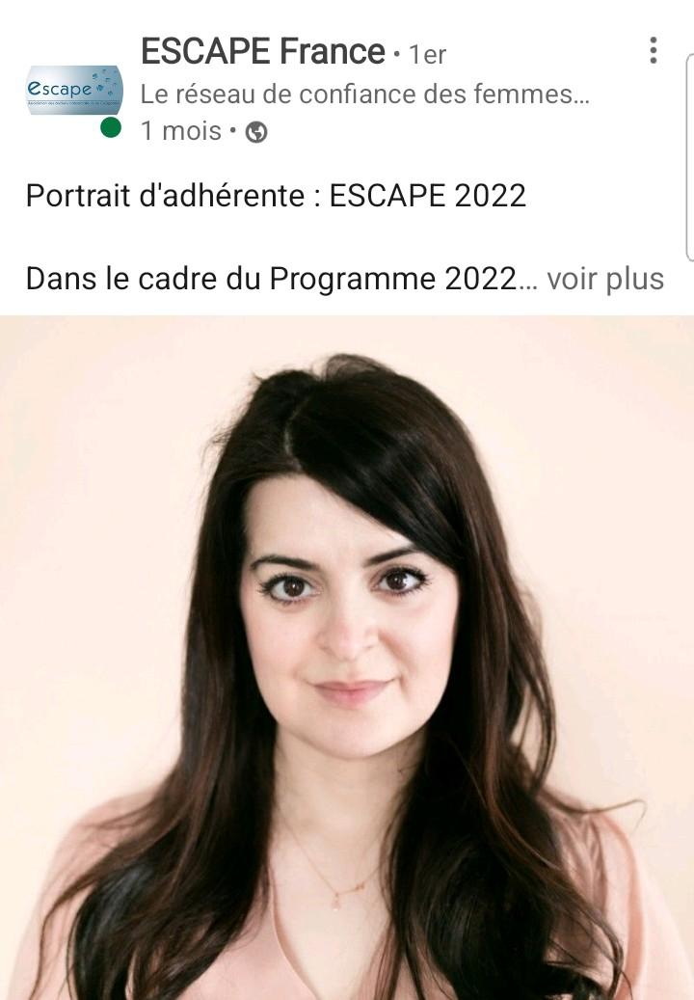 ESCAPE France • 1er
escape
Le réseau de confiance des femmes...
1 mois •
Portrait d'adhérente : ESCAPE 2022
Dans le cadre du Programme 2022... voir plus